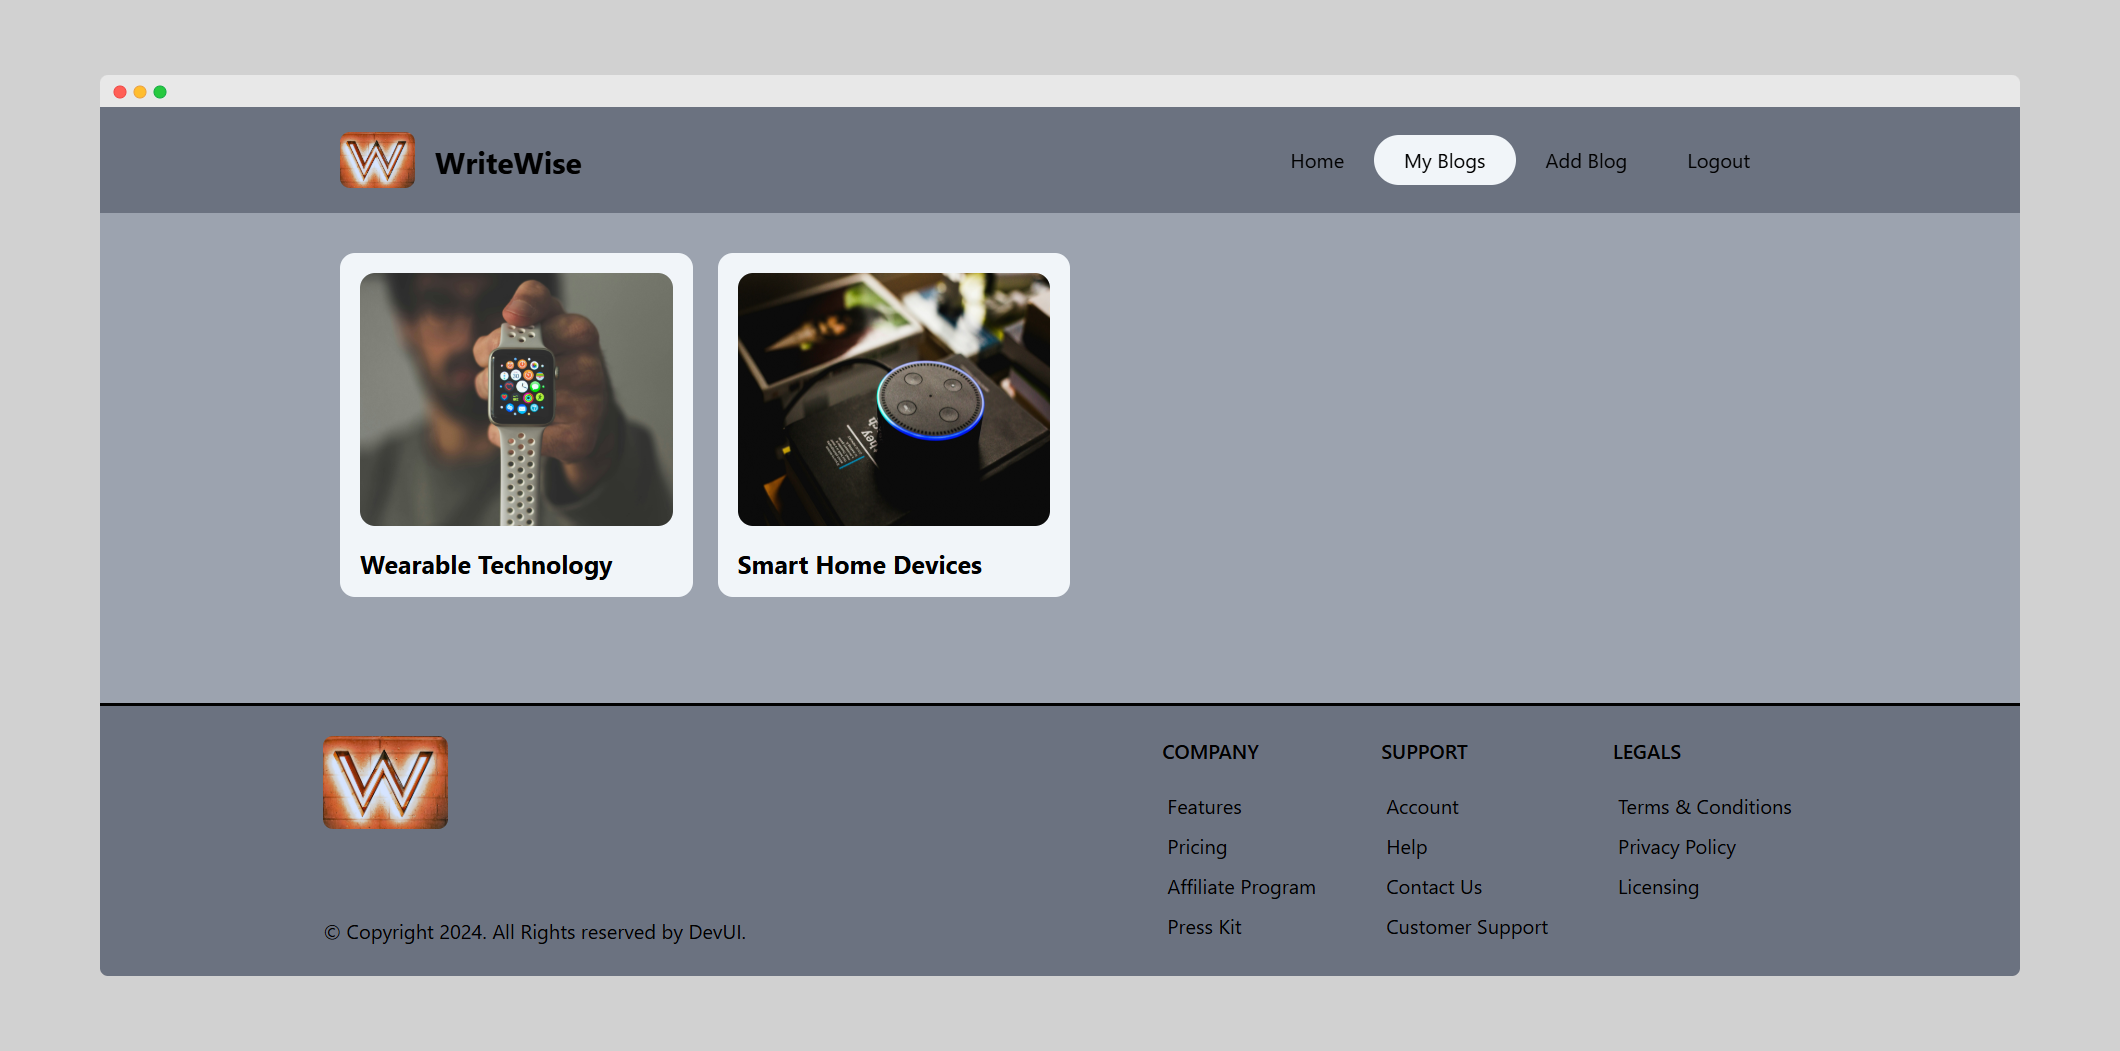 W WriteWise
Home My Blogs Add Blog Logout
Wearable Technology
Smart Home Devices
W
COMPANY
Features
Pricing
Affiliate Program
Press Kit
SUPPORT
Account
Help
Contact Us
Customer Support
LEGALS
Terms & Conditions
Privacy Policy
Licensing
© Copyright 2024. All Rights reserved by DevUI.